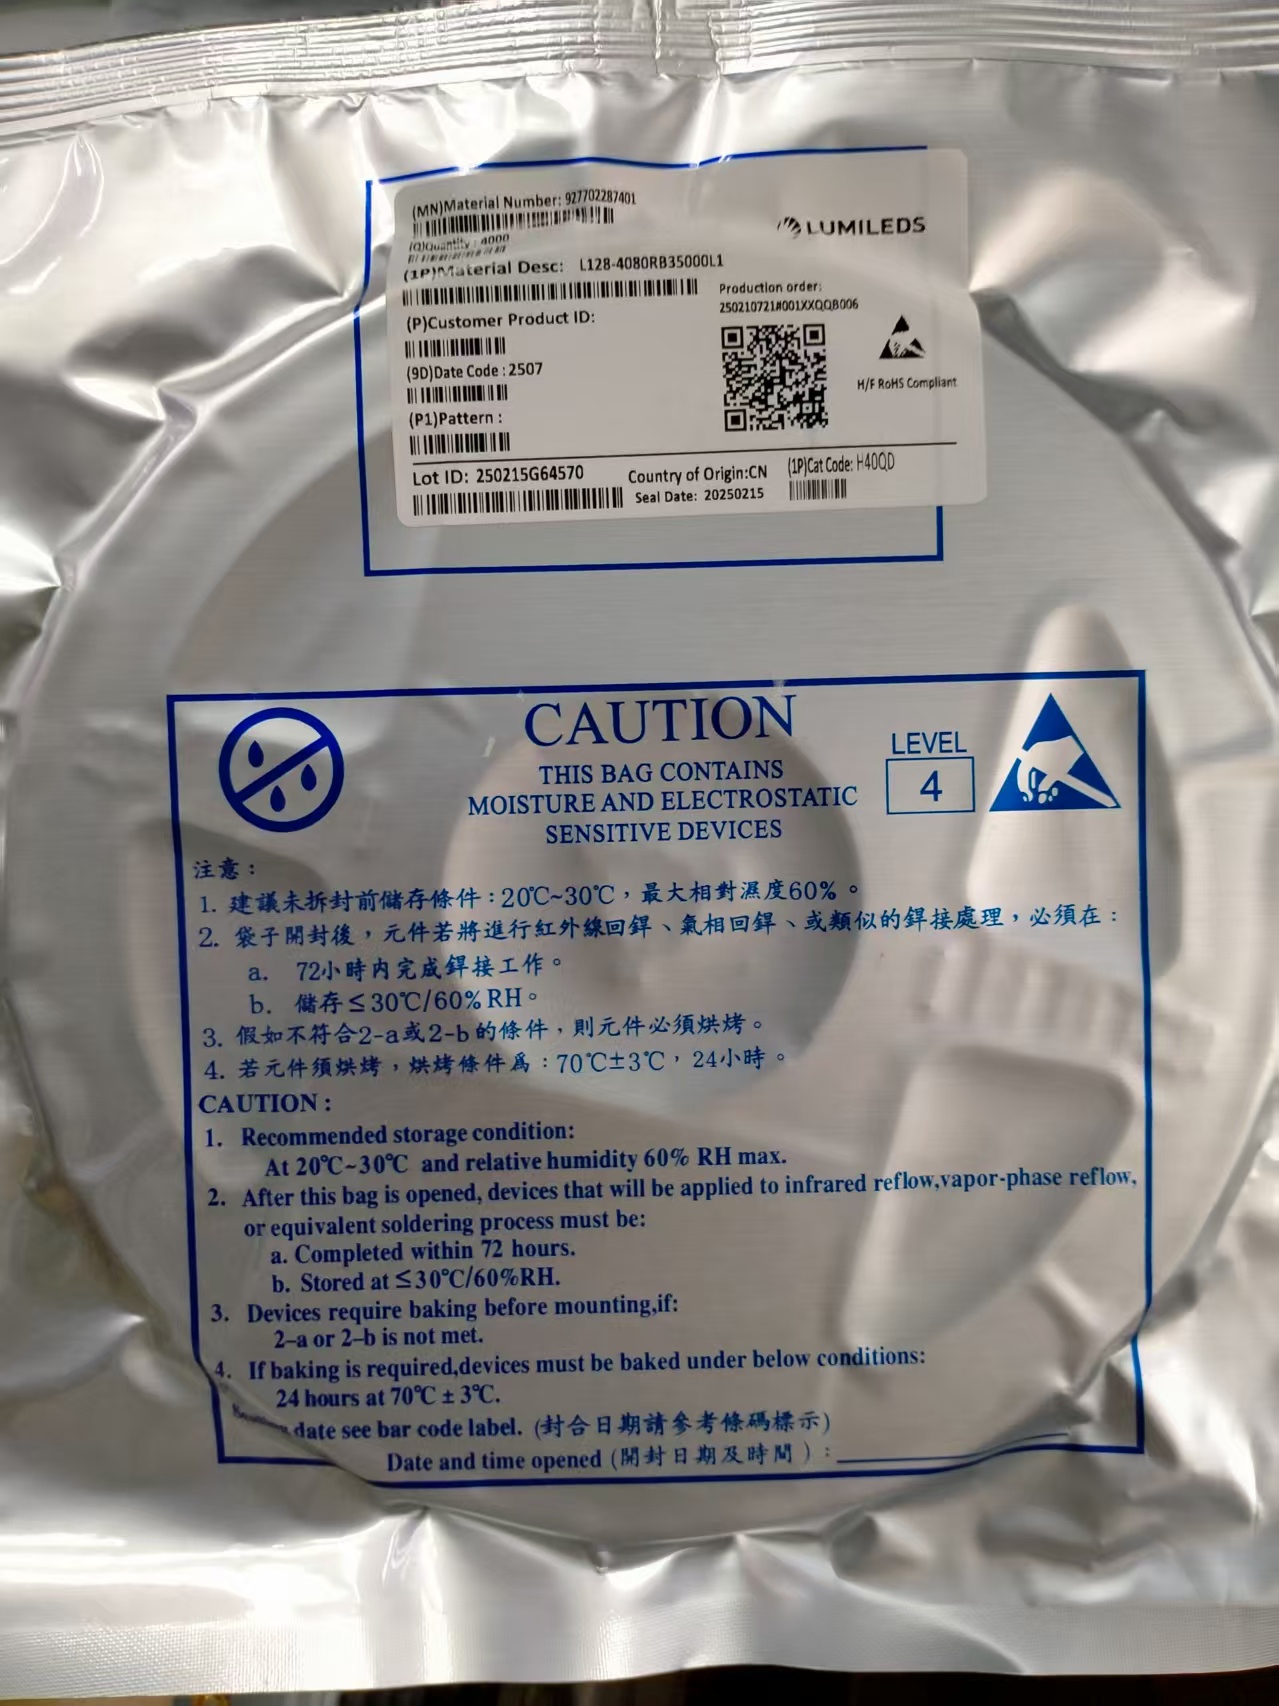 (MN)Material Number: 927702287401
LUMILEDS
(Q)Quantity : 4000
(1P)Material Desc: L128-4080RB35000L1
Production order:
250210721#001XXQQB006
(P)Customer Product ID:
(9D)Date Code : 2507
H/F RoHS Compliant
(P1)Pattern :
Lot ID: 250215G64570
Country of Origin:CN
(1P)Cat Code: H40QD
Seal Date: 20250215
CAUTION
THIS BAG CONTAINS
MOISTURE AND ELECTROSTATIC
SENSITIVE DEVICES
LEVEL
4
注意：
1. 建議未拆封前儲存條件：20℃~30℃，最大相對濕度60%。
2. 袋子開封後，元件若將進行紅外線回銲、氣相回銲、或類似的銲接處理，必須在：
a. 72小時內完成銲接工作。
b. 儲存≤30℃/60%RH。
3. 假如不符合2-a或2-b的條件，則元件必須烘烤。
4. 若元件須烘烤，烘烤條件爲：70℃±3℃，24小時。
CAUTION：
1. Recommended storage condition:
At 20℃~30℃ and relative humidity 60% RH max.
2. After this bag is opened, devices that will be applied to infrared reflow,vapor-phase reflow,
or equivalent soldering process must be:
a. Completed within 72 hours.
b. Stored at ≤30℃/60%RH.
3. Devices require baking before mounting,if:
2–a or 2–b is not met.
4. If baking is required,devices must be baked under below conditions:
24 hours at 70℃ ± 3℃.
date see bar code label. (封合日期請參考條碼標示)
Date and time opened (開封日期及時間)：